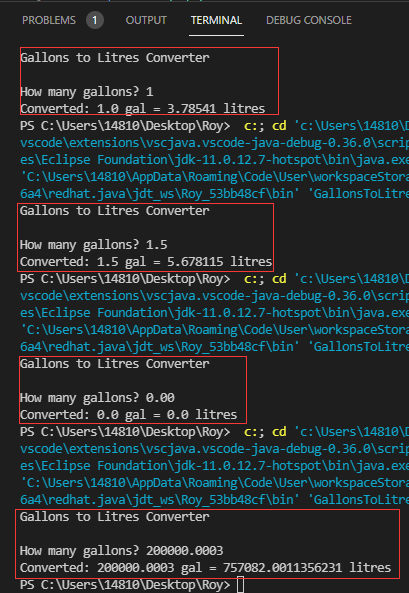 PROBLEMS 1 OUTPUT TERMINAL DEBUG CONSOLE
Gallons to Litres Converter
How many gallons? 1
Converted: 1.0 gal = 3.78541 litres
PS C:\Users\14810\Desktop\Roy> c:; cd 'c:\Users\14810\D
vscode\extensions\vscjava.vscode-java-debug-0.36.0\scrip
es\Eclipse Foundation\jdk-11.0.12.7-hotspot\bin\java.exe
'C:\Users\14810\AppData\Roaming\Code\User\workspaceStora
6a4\redhat.java\jdt_ws\Roy_53bb48cf\bin' 'GallonsToLitre
Gallons to Litres Converter
How many gallons? 1.5
Converted: 1.5 gal = 5.678115 litres
PS C:\Users\14810\Desktop\Roy> c:; cd 'c:\Users\14810\D
vscode\extensions\vscjava.vscode-java-debug-0.36.0\scrip
es\Eclipse Foundation\jdk-11.0.12.7-hotspot\bin\java.exe
'C:\Users\14810\AppData\Roaming\Code\User\workspaceStora
6a4\redhat.java\jdt_ws\Roy_53bb48cf\bin' 'GallonsToLitre
Gallons to Litres Converter
How many gallons? 0.00
Converted: 0.0 gal = 0.0 litres
PS C:\Users\14810\Desktop\Roy> c:; cd 'c:\Users\14810\D
vscode\extensions\vscjava.vscode-java-debug-0.36.0\scrip
es\Eclipse Foundation\jdk-11.0.12.7-hotspot\bin\java.exe
'C:\Users\14810\AppData\Roaming\Code\User\workspaceStora
6a4\redhat.java\jdt_ws\Roy_53bb48cf\bin' 'GallonsToLitre
Gallons to Litres Converter
How many gallons? 200000.0003
Converted: 200000.0003 gal = 757082.0011356231 litres
PS C:\Users\14810\Desktop\Roy>